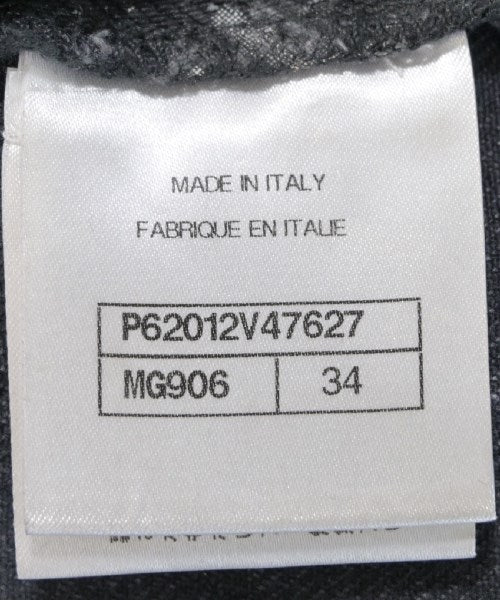 MADE IN ITALY
FABRIQUE EN ITALIE
P62012V47627
MG906 34